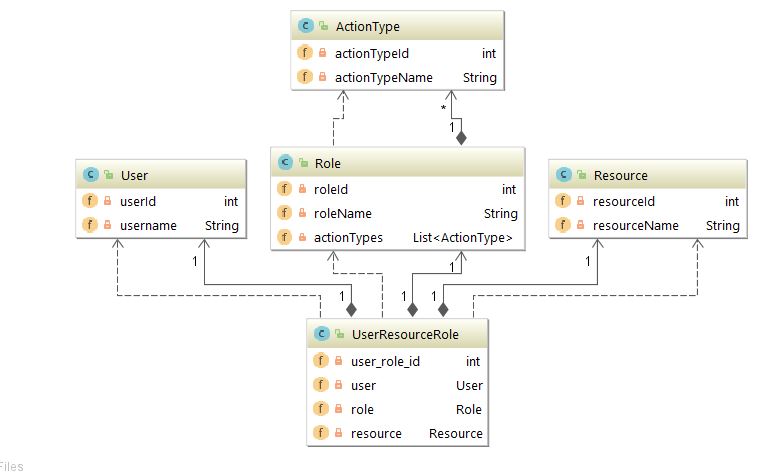 C ActionType
f actionTypeId int
f actionTypeName String
*
1
C User
f userId int
f username String
C Role
f roleId int
f roleName String
f actionTypes List<ActionType>
C Resource
f resourceId int
f resourceName String
1
1
1
1
1
1
C UserResourceRole
f user_role_id int
f user User
f role Role
f resource Resource
Files